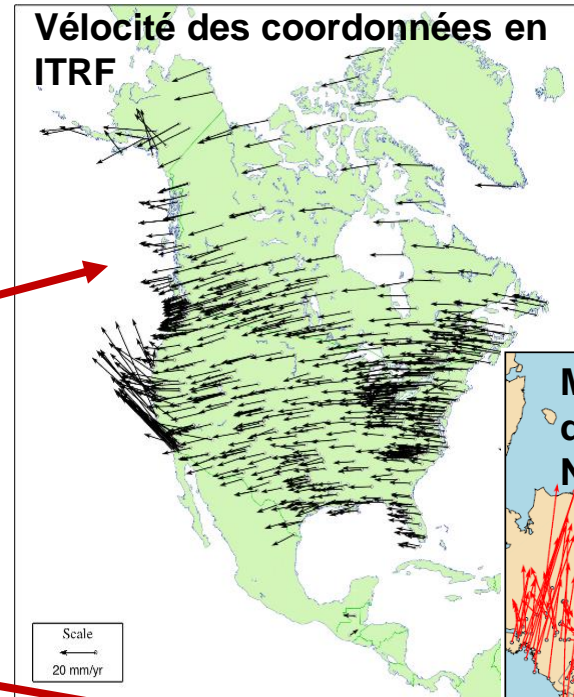 Vélocité des coordonnées en
ITRF
M
d
N
Scale
20 mm/yr